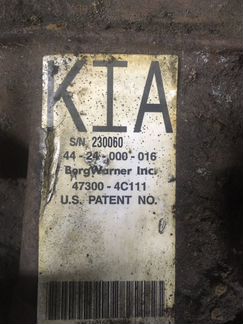 KIA
S/N, 230060
44 - 24 - 000 - 016
BorgWarner Inc.
47300 - 4C111
U.S. PATENT NO.